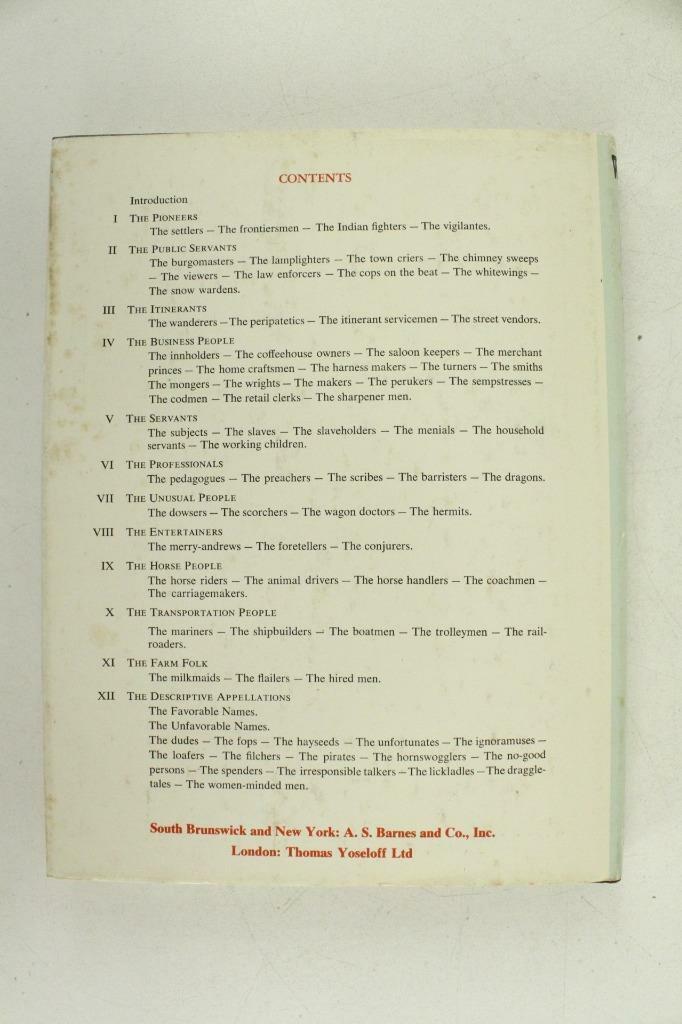 CONTENTS
Introduction
I THE PIONEERS
The settlers — The frontiersmen — The Indian fighters — The vigilantes.
II THE PUBLIC SERVANTS
The burgomasters — The lamplighters — The town criers — The chimney sweeps
— The viewers — The law enforcers — The cops on the beat — The whitewings —
The snow wardens.
III THE ITINERANTS
The wanderers — The peripatetics — The itinerant servicemen — The street vendors.
IV THE BUSINESS PEOPLE
The innholders — The coffeehouse owners — The saloon keepers — The merchant
princes — The home craftsmen — The harness makers — The turners — The smiths
The mongers — The wrights — The makers — The perukers — The sempstresses —
The codmen — The retail clerks — The sharpener men.
V THE SERVANTS
The subjects — The slaves — The slaveholders — The menials — The household
servants — The working children.
VI THE PROFESSIONALS
The pedagogues — The preachers — The scribes — The barristers — The dragons.
VII THE UNUSUAL PEOPLE
The dowsers — The scorchers — The wagon doctors — The hermits.
VIII THE ENTERTAINERS
The merry-andrews — The foretellers — The conjurers.
IX THE HORSE PEOPLE
The horse riders — The animal drivers — The horse handlers — The coachmen —
The carriagemakers.
X THE TRANSPORTATION PEOPLE
The mariners — The shipbuilders — The boatmen — The trolleymen — The rail-
roaders.
XI THE FARM FOLK
The milkmaids — The flailers — The hired men.
XII THE DESCRIPTIVE APPELLATIONS
The Favorable Names.
The Unfavorable Names.
The dudes — The fops — The hayseeds — The unfortunates — The ignoramuses —
The loafers — The filchers — The pirates — The hornswogglers — The no-good
persons — The spenders — The irresponsible talkers — The lickladles — The draggle-
tales — The women-minded men.
South Brunswick and New York: A. S. Barnes and Co., Inc.
London: Thomas Yoseloff Ltd